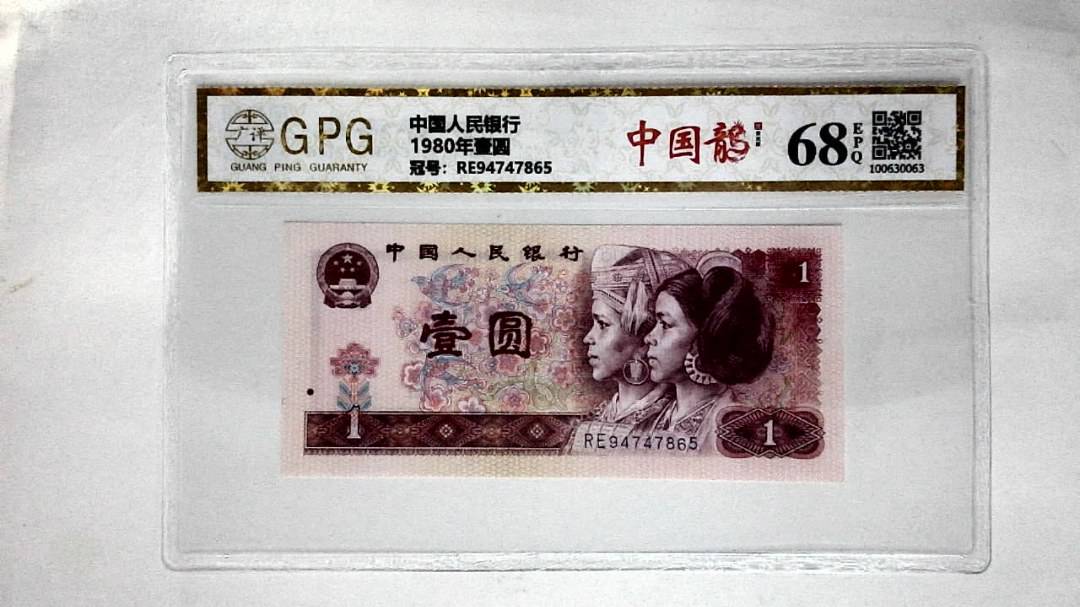 GPG
GUANG PING GUARANTY
中国人民银行
1980年壹圆
冠号: RE94747865
中国龍
68
EPQ
100630063
中国人民银行
1
壹圆
1
RE94747865
1